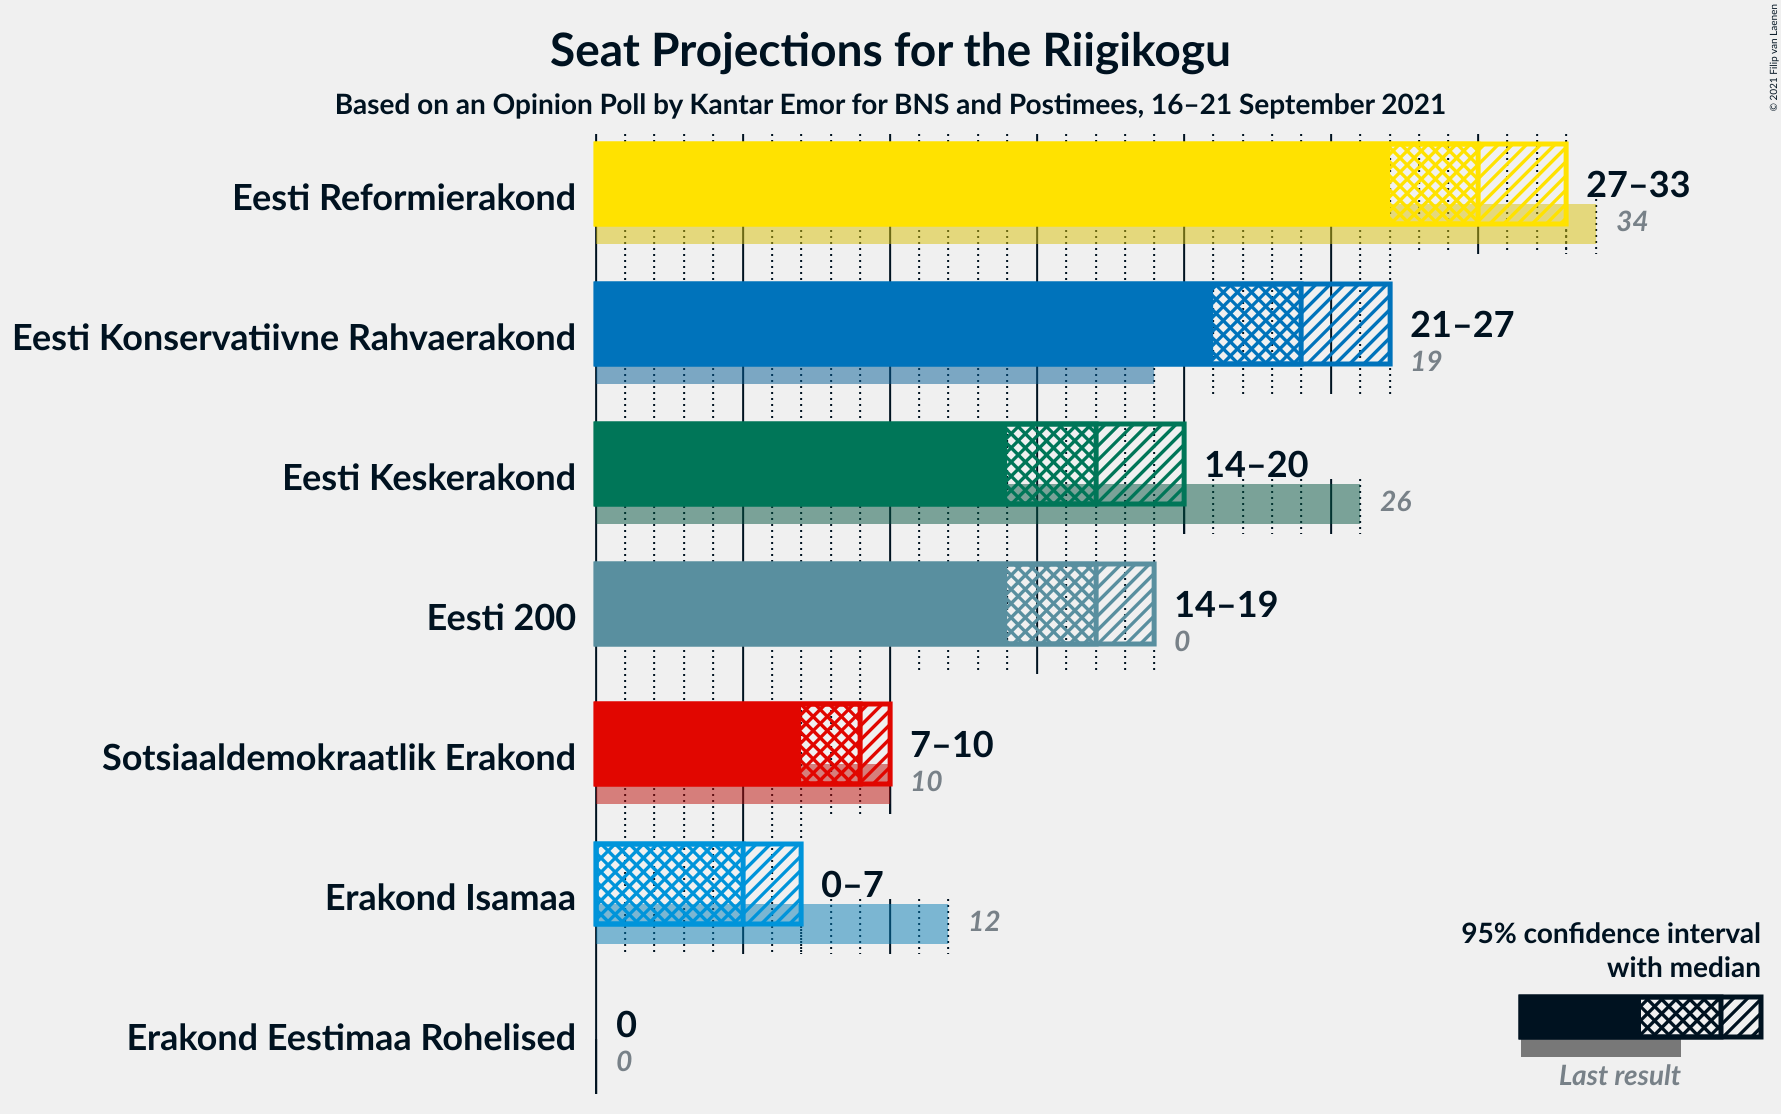 Seat Projections for the Riigikogu
Based on an Opinion Poll by Kantar Emor for BNS and Postimees, 16–21 September 2021
© 2021 Filip van Laenen
Eesti Reformierakond
27–33
34
Eesti Konservatiivne Rahvaerakond
21–27
19
Eesti Keskerakond
14–20
26
Eesti 200
14–19
0
Sotsiaaldemokraatlik Erakond
7–10
10
Erakond Isamaa
0–7
12
Erakond Eestimaa Rohelised
0
0
95% confidence interval
with median
Last result